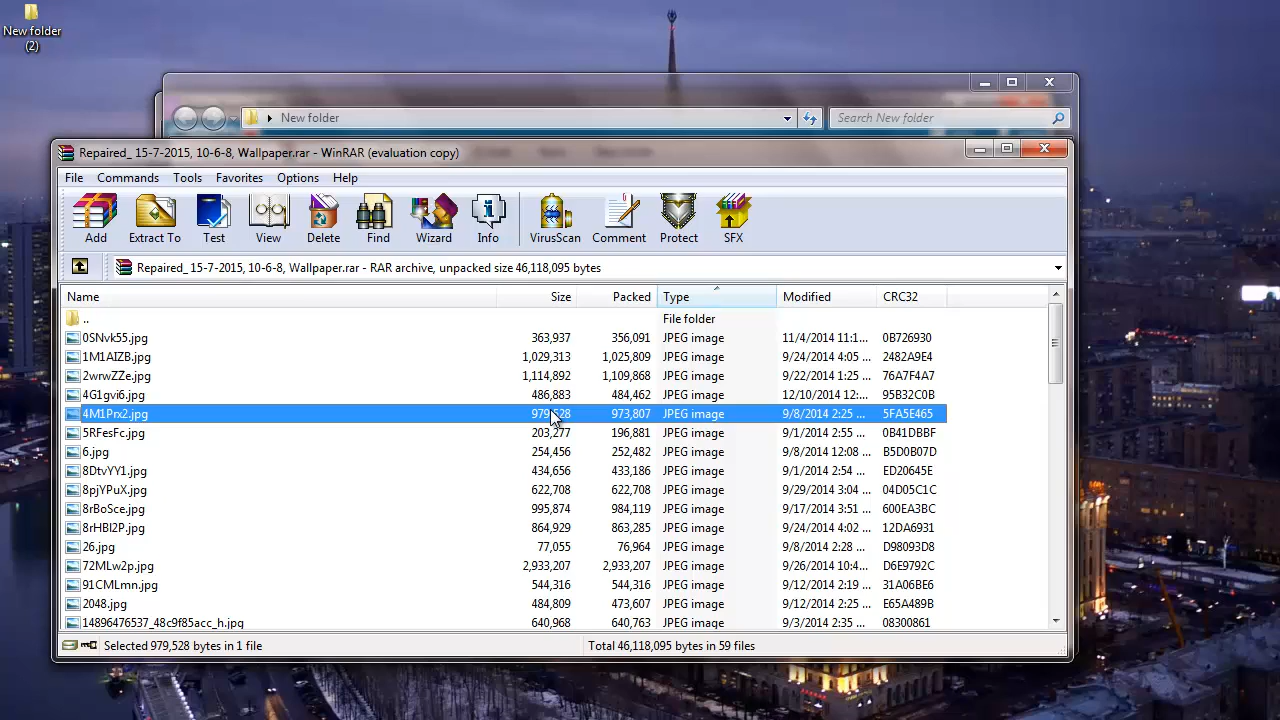 New folder
(2)
New folder
Search New folder
Repaired_ 15-7-2015, 10-6-8, Wallpaper.rar - WinRAR (evaluation copy)
File Commands Tools Favorites Options Help
Add Extract To Test View Delete Find Wizard Info VirusScan Comment Protect SFX
Repaired_ 15-7-2015, 10-6-8, Wallpaper.rar - RAR archive, unpacked size 46,118,095 bytes
Name Size Packed Type Modified CRC32
.. File folder
0SNvk55.jpg 363,937 356,091 JPEG image 11/4/2014 11:1... 0B726930
1M1AIZB.jpg 1,029,313 1,025,809 JPEG image 9/24/2014 4:05 ... 2482A9E4
2wrwZZe.jpg 1,114,892 1,109,868 JPEG image 9/22/2014 1:25 ... 76A7F4A7
4G1gvi6.jpg 486,883 484,462 JPEG image 12/10/2014 12:... 95B32C0B
4M1Prx2.jpg 979,528 973,807 JPEG image 9/8/2014 2:25 ... 5FA5E465
5RFesFc.jpg 203,277 196,881 JPEG image 9/1/2014 2:55 ... 0B41DBBF
6.jpg 254,456 252,482 JPEG image 9/8/2014 12:08 ... B5D0B07D
8DtvYY1.jpg 434,656 433,186 JPEG image 9/1/2014 2:54 ... ED20645E
8pjYPuX.jpg 622,708 622,708 JPEG image 9/29/2014 3:04 ... 04D05C1C
8rBoSce.jpg 995,874 984,119 JPEG image 9/17/2014 3:51 ... 600EA3BC
8rHBI2P.jpg 864,929 863,285 JPEG image 9/24/2014 4:02 ... 12DA6931
26.jpg 77,055 76,964 JPEG image 9/8/2014 2:28 ... D98093D8
72MLw2p.jpg 2,933,207 2,933,207 JPEG image 9/26/2014 10:4... D6E9792C
91CMLmn.jpg 544,316 544,316 JPEG image 9/12/2014 2:19 ... 31A06BE6
2048.jpg 484,809 473,607 JPEG image 9/12/2014 2:25 ... E65A489B
14896476537_48c9f85acc_h.jpg 640,968 640,763 JPEG image 9/3/2014 2:35 ... 08300861
Selected 979,528 bytes in 1 file Total 46,118,095 bytes in 59 files